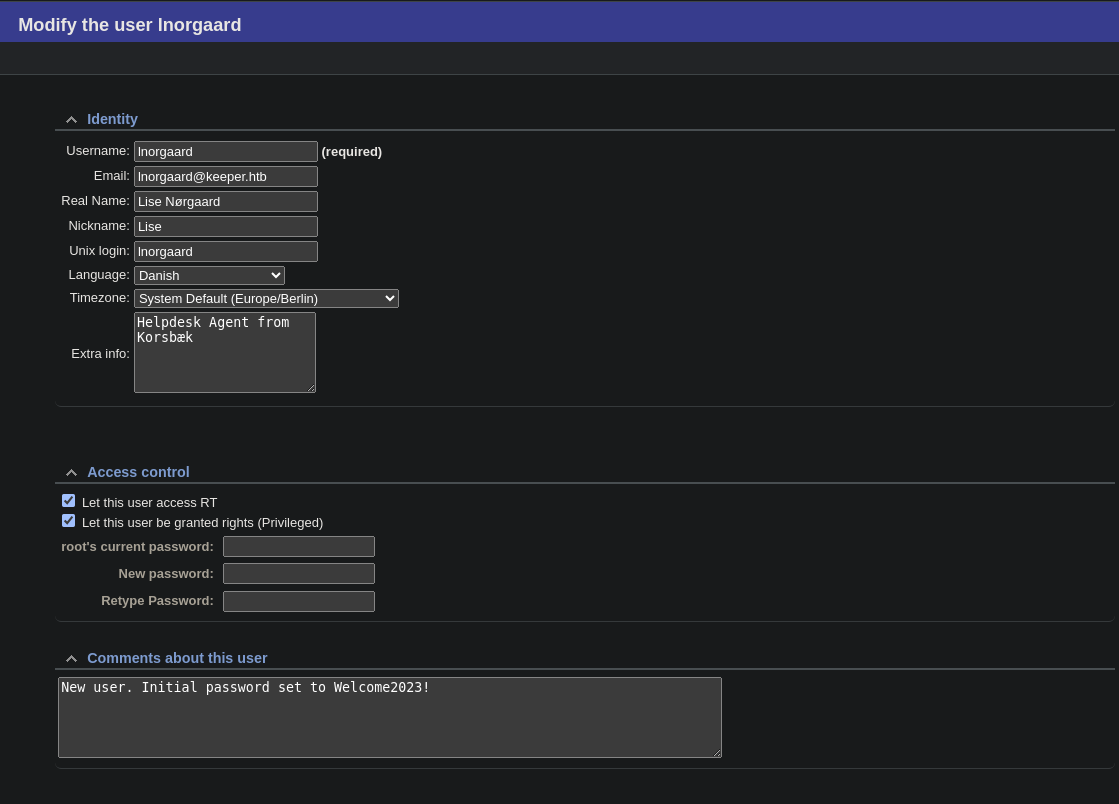 Modify the user lnorgaard
Identity
Username: lnorgaard (required)
Email: lnorgaard@keeper.htb
Real Name: Lise Nørgaard
Nickname: Lise
Unix login: lnorgaard
Language: Danish
Timezone: System Default (Europe/Berlin)
Extra info: Helpdesk Agent from
Korsbæk
Access control
Let this user access RT
Let this user be granted rights (Privileged)
root's current password:
New password:
Retype Password:
Comments about this user
New user. Initial password set to Welcome2023!